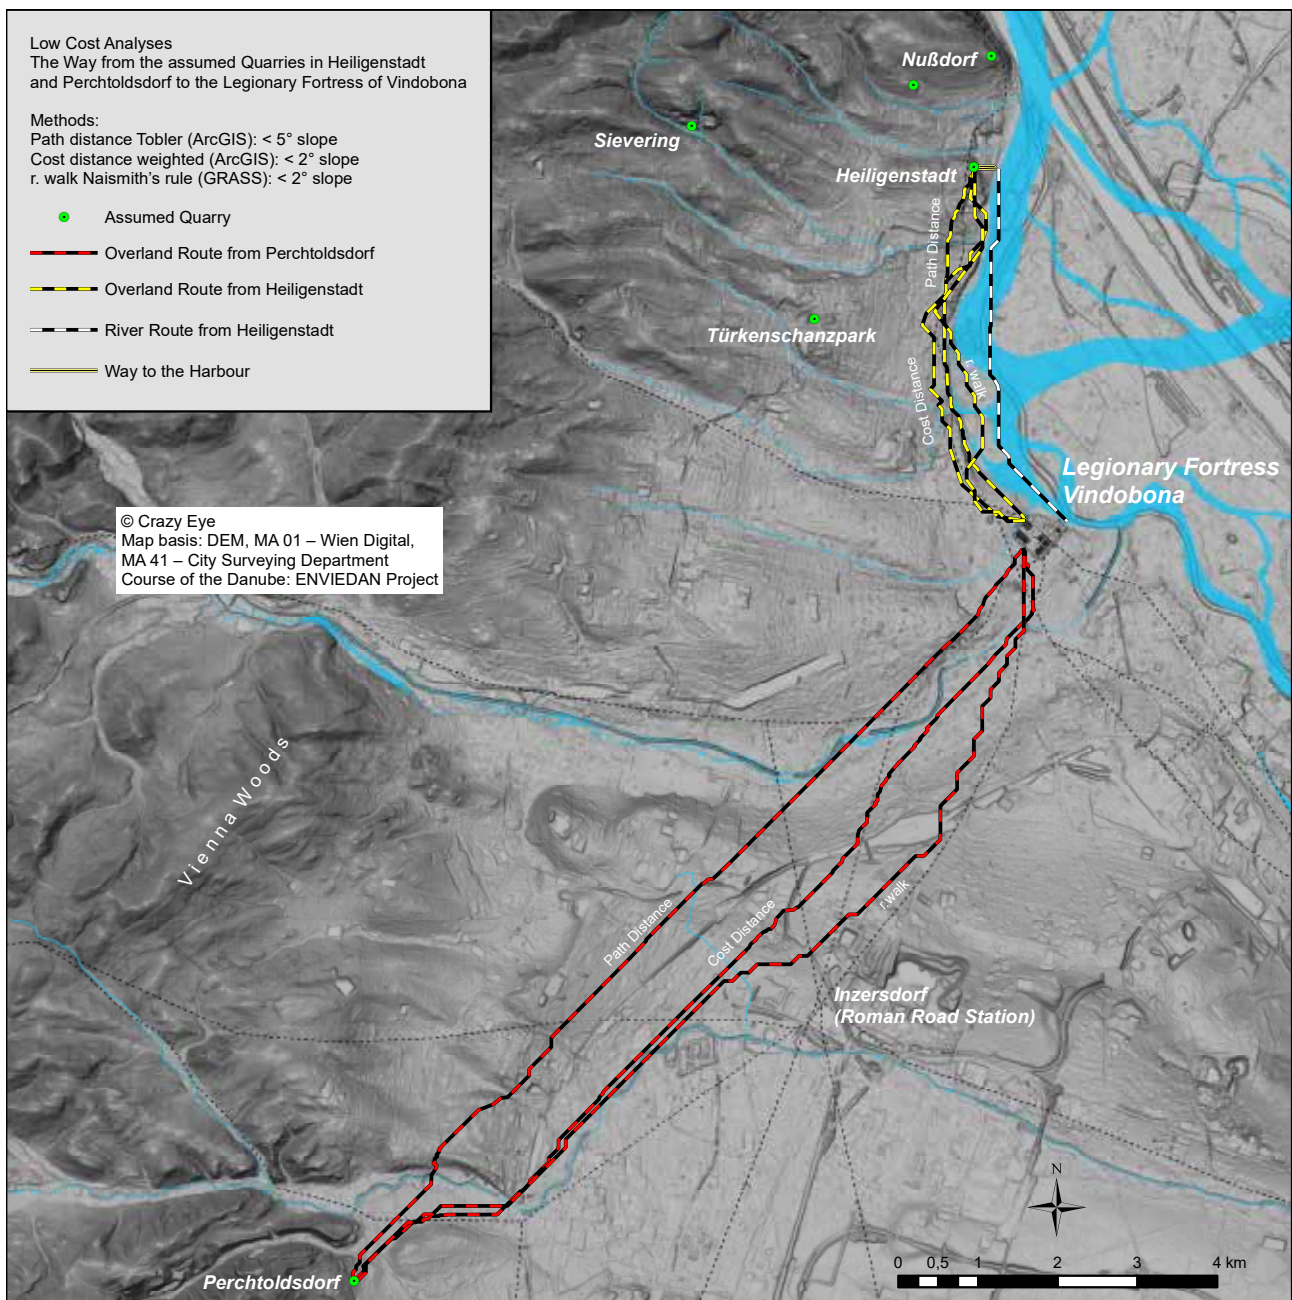 Low Cost Analyses
The Way from the assumed Quarries in Heiligenstadt
and Perchtoldsdorf to the Legionary Fortress of Vindobona
Methods:
Path distance Tobler (ArcGIS): < 5° slope
Cost distance weighted (ArcGIS): < 2° slope
r. walk Naismith's rule (GRASS): < 2° slope
Assumed Quarry
Overland Route from Perchtoldsdorf
Overland Route from Heiligenstadt
River Route from Heiligenstadt
Way to the Harbour
Nußdorf
Sievering
Heiligenstadt
Path Distance
Türkenschanzpark
r. walk
Cost Distance
Legionary Fortress
Vindobona
© Crazy Eye
Map basis: DEM, MA 01 – Wien Digital,
MA 41 – City Surveying Department
Course of the Danube: ENVIEDAN Project
Vienna Woods
Path Distance
Cost Distance
r.walk
Inzersdorf
(Roman Road Station)
N
Perchtoldsdorf
0 0,5 1 2 3 4 km